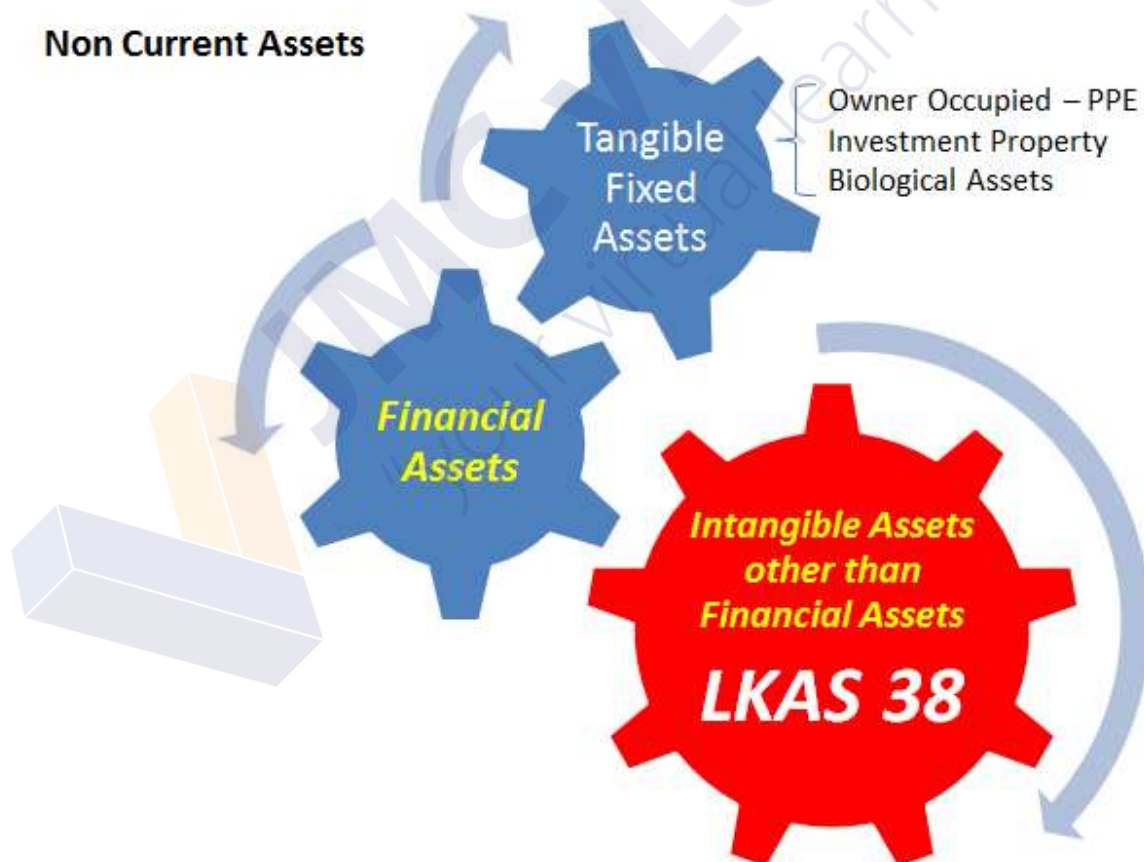 Non Current Assets
Tangible
Fixed
Assets
Owner Occupied – PPE
Investment Property
Biological Assets
Financial
Assets
Intangible Assets
other than
Financial Assets
LKAS 38